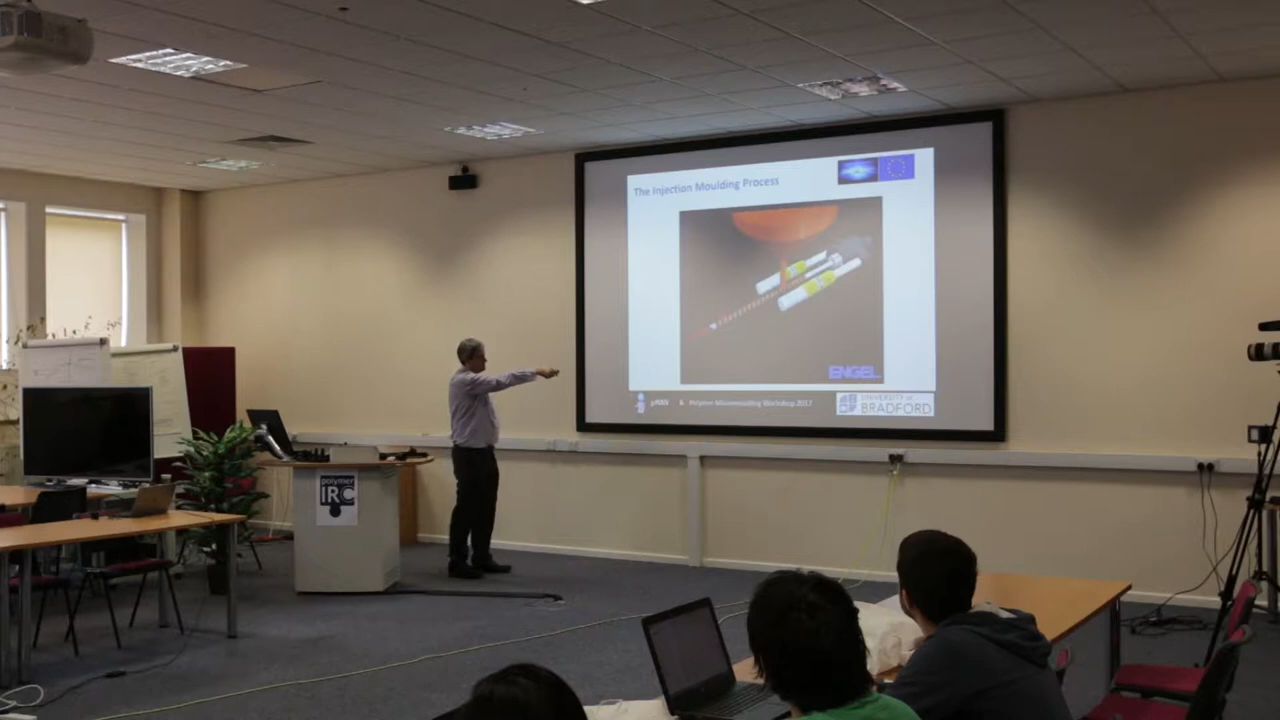 The Injection Moulding Process
ENGEL
& Polymer Micromoulding Workshop 2017
UNIVERSITY of
BRADFORD
polymer
IRC